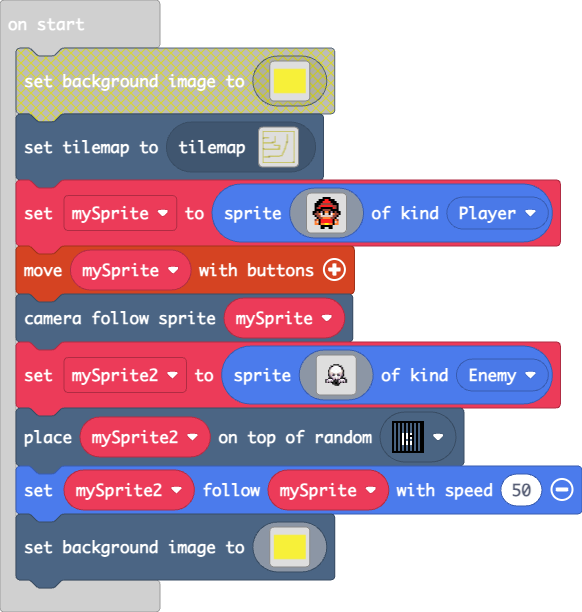 on start
set background image to
set tilemap to tilemap
set mySprite to sprite of kind Player
move mySprite with buttons
camera follow sprite mySprite
set mySprite2 to sprite of kind Enemy
place mySprite2 on top of random
set mySprite2 follow mySprite with speed 50
set background image to